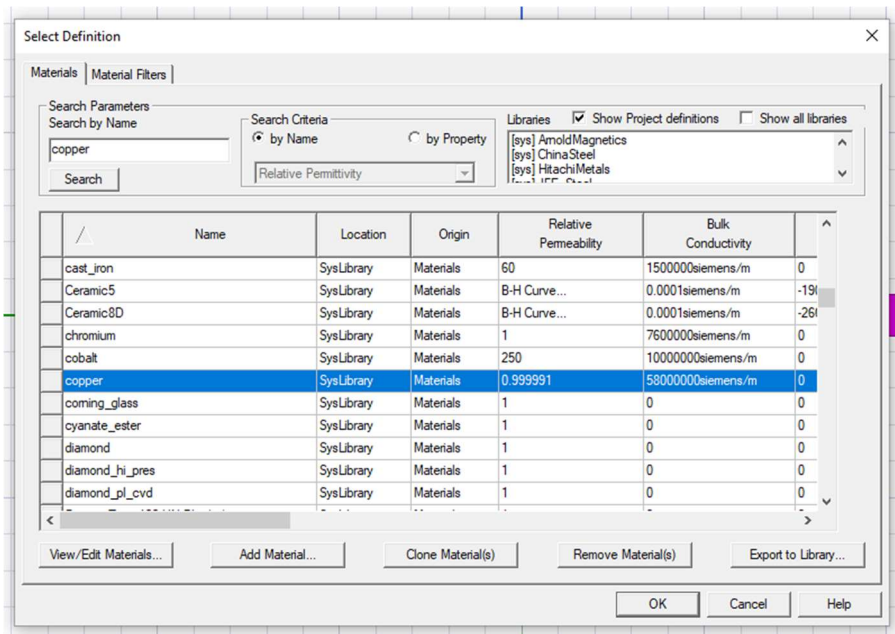 Select Definition
Materials
Material Filters
Search Parameters
Search by Name
copper
Search
Search Criteria
by Name
by Property
Relative Permittivity
Libraries
Show Project definitions
Show all libraries
[sys] ArnoldMagnetics
[sys] ChinaSteel
[sys] HitachiMetals
Name Location Origin Relative Permeability Bulk Conductivity
cast_iron SysLibrary Materials 60 1500000siemens/m 0
Ceramic5 SysLibrary Materials B-H Curve... 0.0001siemens/m -190
Ceramic8D SysLibrary Materials B-H Curve... 0.0001siemens/m -260
chromium SysLibrary Materials 1 7600000siemens/m 0
cobalt SysLibrary Materials 250 10000000siemens/m 0
copper SysLibrary Materials 0.999991 58000000siemens/m 0
corning_glass SysLibrary Materials 1 0 0
cyanate_ester SysLibrary Materials 1 0 0
diamond SysLibrary Materials 1 0 0
diamond_hi_pres SysLibrary Materials 1 0 0
diamond_pl_cvd SysLibrary Materials 1 0 0
View/Edit Materials...
Add Material...
Clone Material(s)
Remove Material(s)
Export to Library...
OK
Cancel
Help